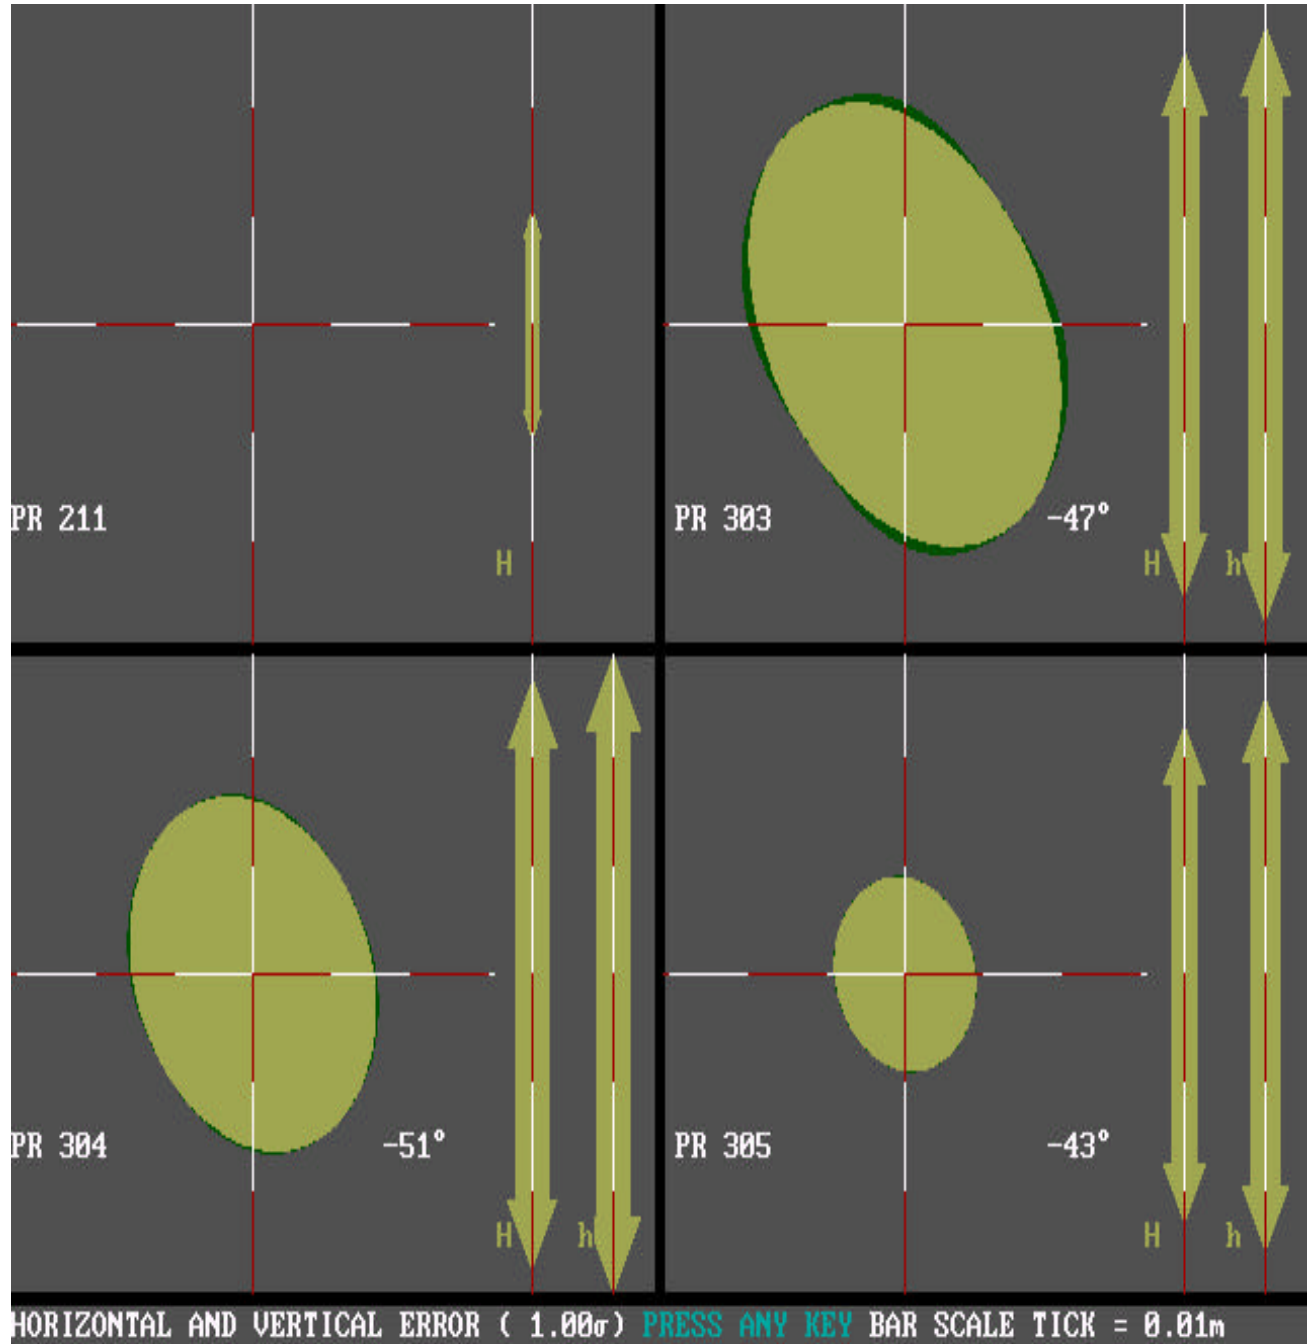 PR 211
H
PR 303 -47°
H h
PR 304 -51°
H h
PR 305 -43°
H h
HORIZONTAL AND VERTICAL ERROR ( 1.00σ) PRESS ANY KEY BAR SCALE TICK = 0.01m